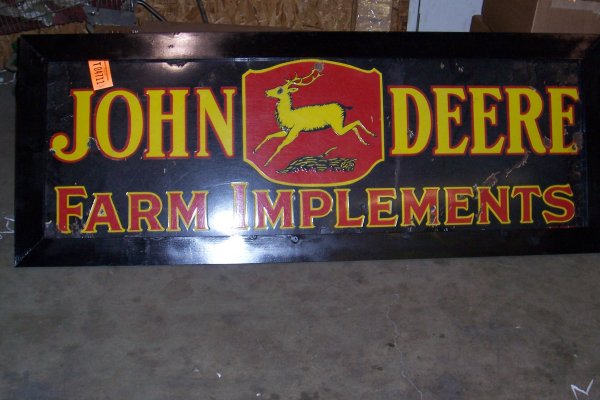 JOHN DEERE
FARM IMPLEMENTS